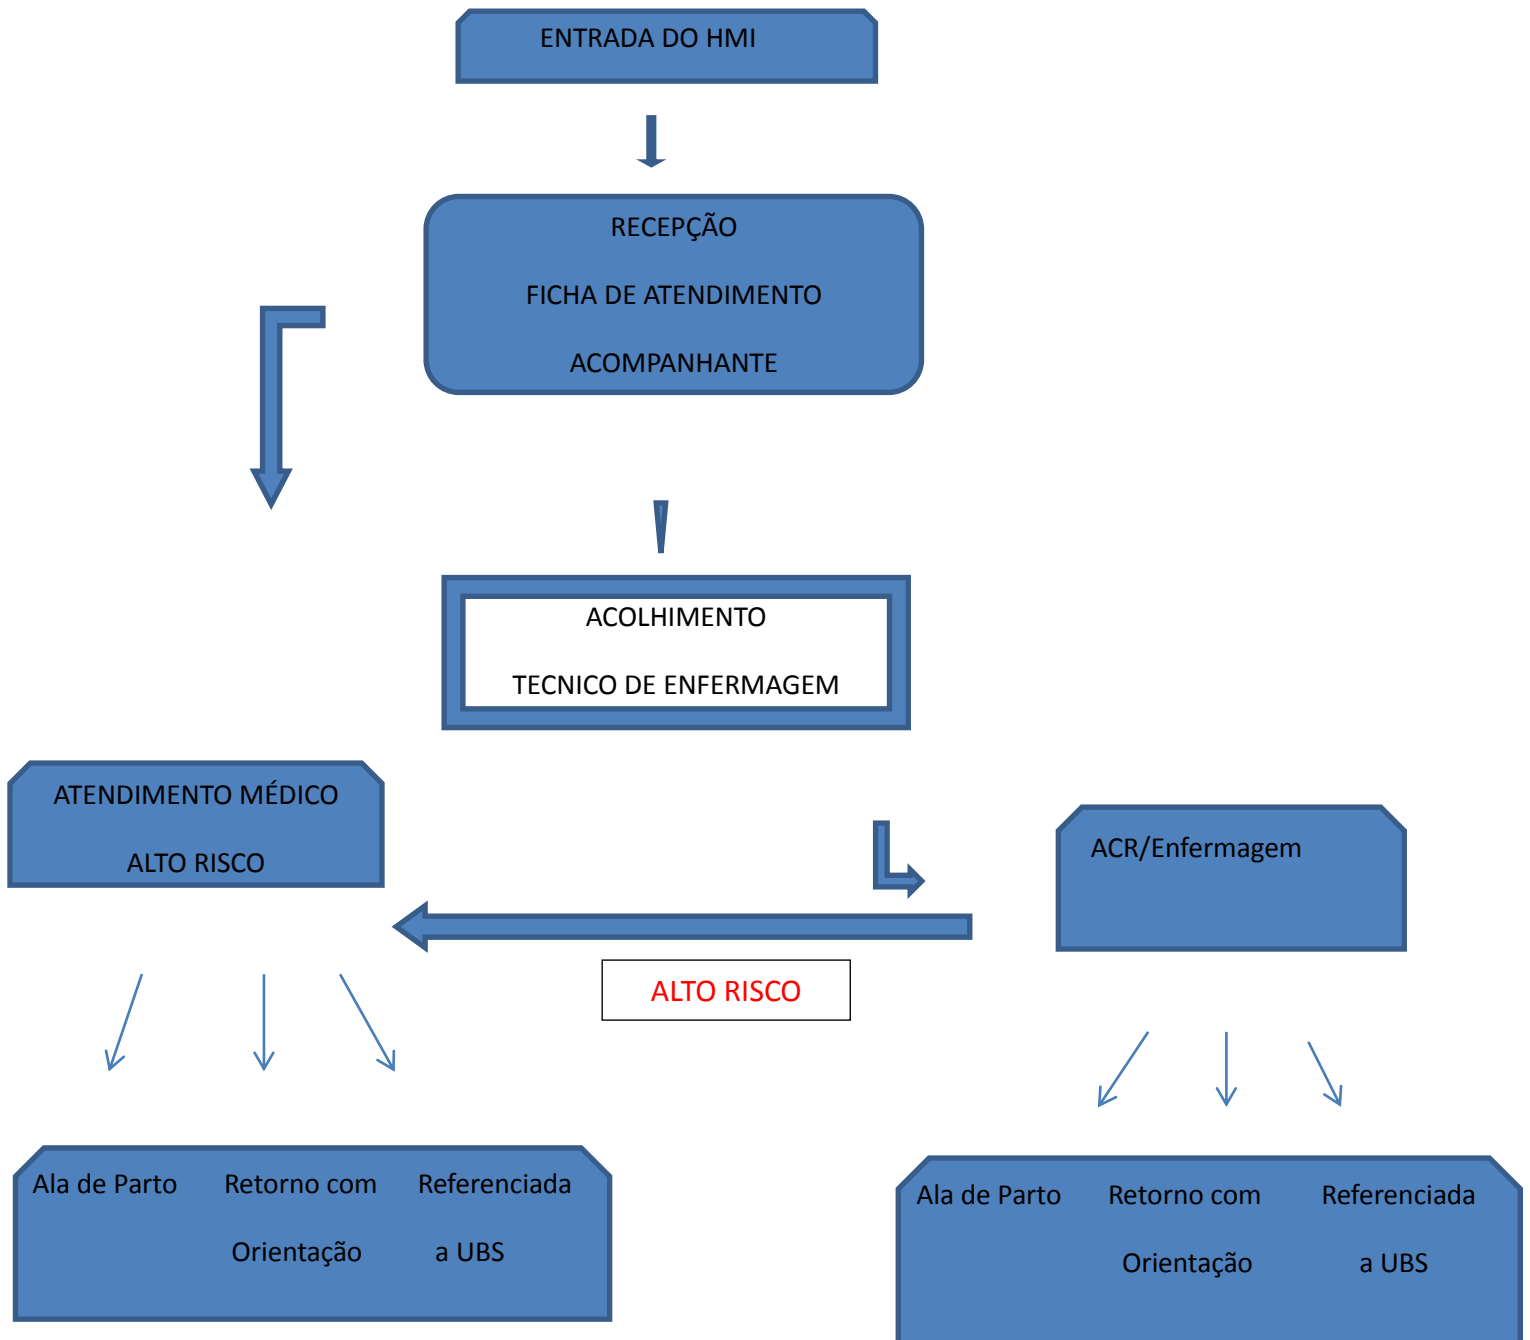 ENTRADA DO HMI
RECEPÇÃO
FICHA DE ATENDIMENTO
ACOMPANHANTE
ACOLHIMENTO
TECNICO DE ENFERMAGEM
ATENDIMENTO MÉDICO
ALTO RISCO
ACR/Enfermagem
ALTO RISCO
Ala de Parto Retorno com Referenciada
Orientação a UBS
Ala de Parto Retorno com Referenciada
Orientação a UBS